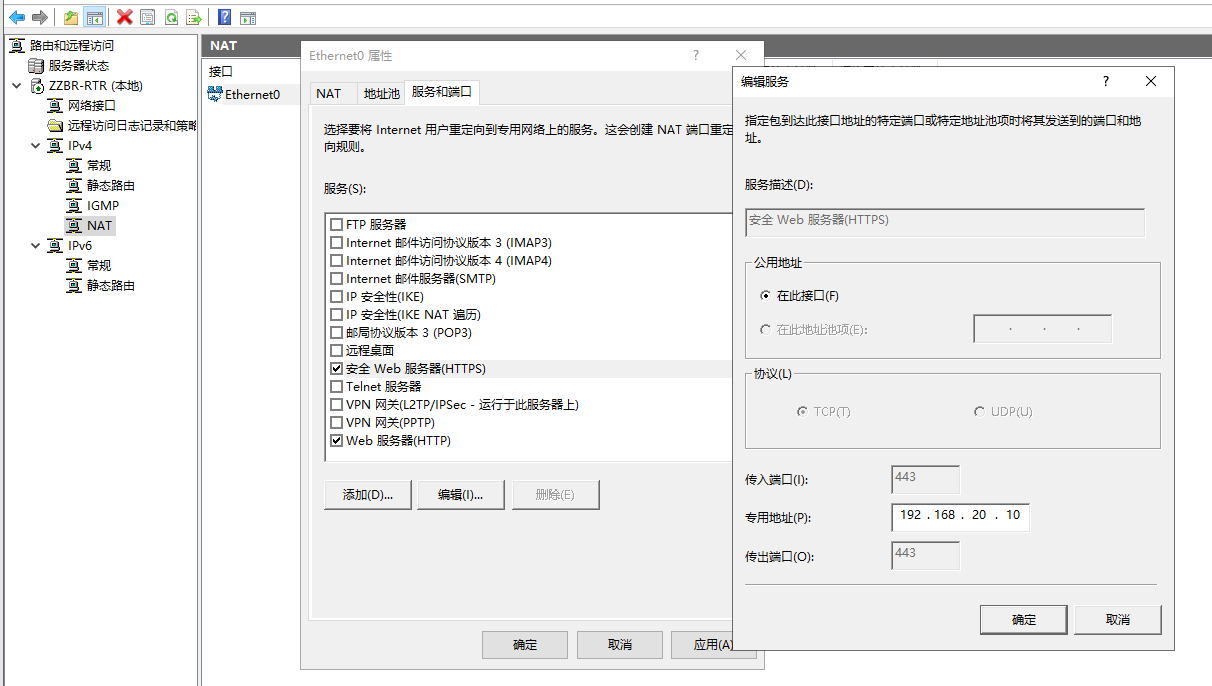 路由和远程访问
服务器状态
ZZBR-RTR (本地)
网络接口
远程访问日志记录和策略
IPv4
常规
静态路由
IGMP
NAT
IPv6
常规
静态路由
NAT
接口
Ethernet0
Ethernet0 属性
?
NAT
地址池
服务和端口
选择要将 Internet 用户重定向到专用网络上的服务。这会创建 NAT 端口重定
向规则。
服务(S):
FTP 服务器
Internet 邮件访问协议版本 3 (IMAP3)
Internet 邮件访问协议版本 4 (IMAP4)
Internet 邮件服务器(SMTP)
IP 安全性(IKE)
IP 安全性(IKE NAT 遍历)
邮局协议版本 3 (POP3)
远程桌面
安全 Web 服务器(HTTPS)
Telnet 服务器
VPN 网关(L2TP/IPSec - 运行于此服务器上)
VPN 网关(PPTP)
Web 服务器(HTTP)
添加(D)...
编辑(I)...
删除(E)
确定
取消
应用(A)
编辑服务
?
指定包到达此接口地址的特定端口或特定地址池项时将其发送到的端口和地
址。
服务描述(D):
安全 Web 服务器(HTTPS)
公用地址
在此接口(F)
在此地址池项(E):
. . .
协议(L)
TCP(T)
UDP(U)
传入端口(I):
443
专用地址(P):
192 . 168 . 20 . 10
传出端口(O):
443
确定
取消